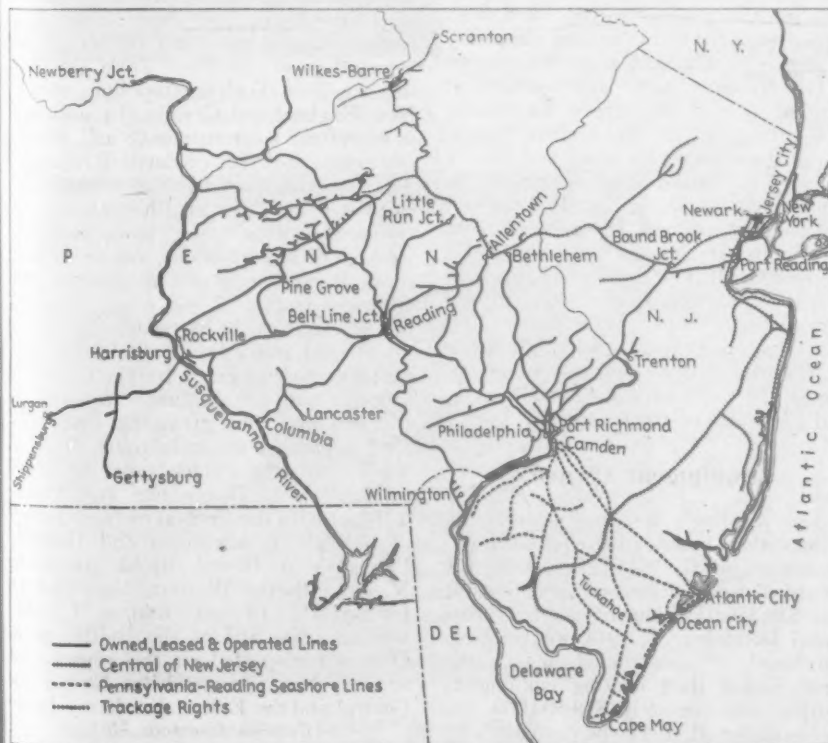 Scranton
N. Y.
Newberry Jct.
Wilkes-Barre
Jersey City
Little
Run Jct.
Allentown
Newark
New
York
P E N N
Bethlehem
Bound Brook
Jct.
Port Reading
Pine Grove
Belt Line Jct.
Reading
N. J.
Rockville
Harrisburg
Trenton
Atlantic Ocean
Lurgan
Shippensburg
Susquehanna
River
Lancaster
Columbia
Philadelphia
Port Richmond
Camden
Gettysburg
Wilmington
Tuckahoe
Atlantic City
Ocean City
DEL
Delaware
Bay
Cape May
Owned, Leased & Operated Lines
Central of New Jersey
Pennsylvania-Reading Seashore Lines
Trackage Rights